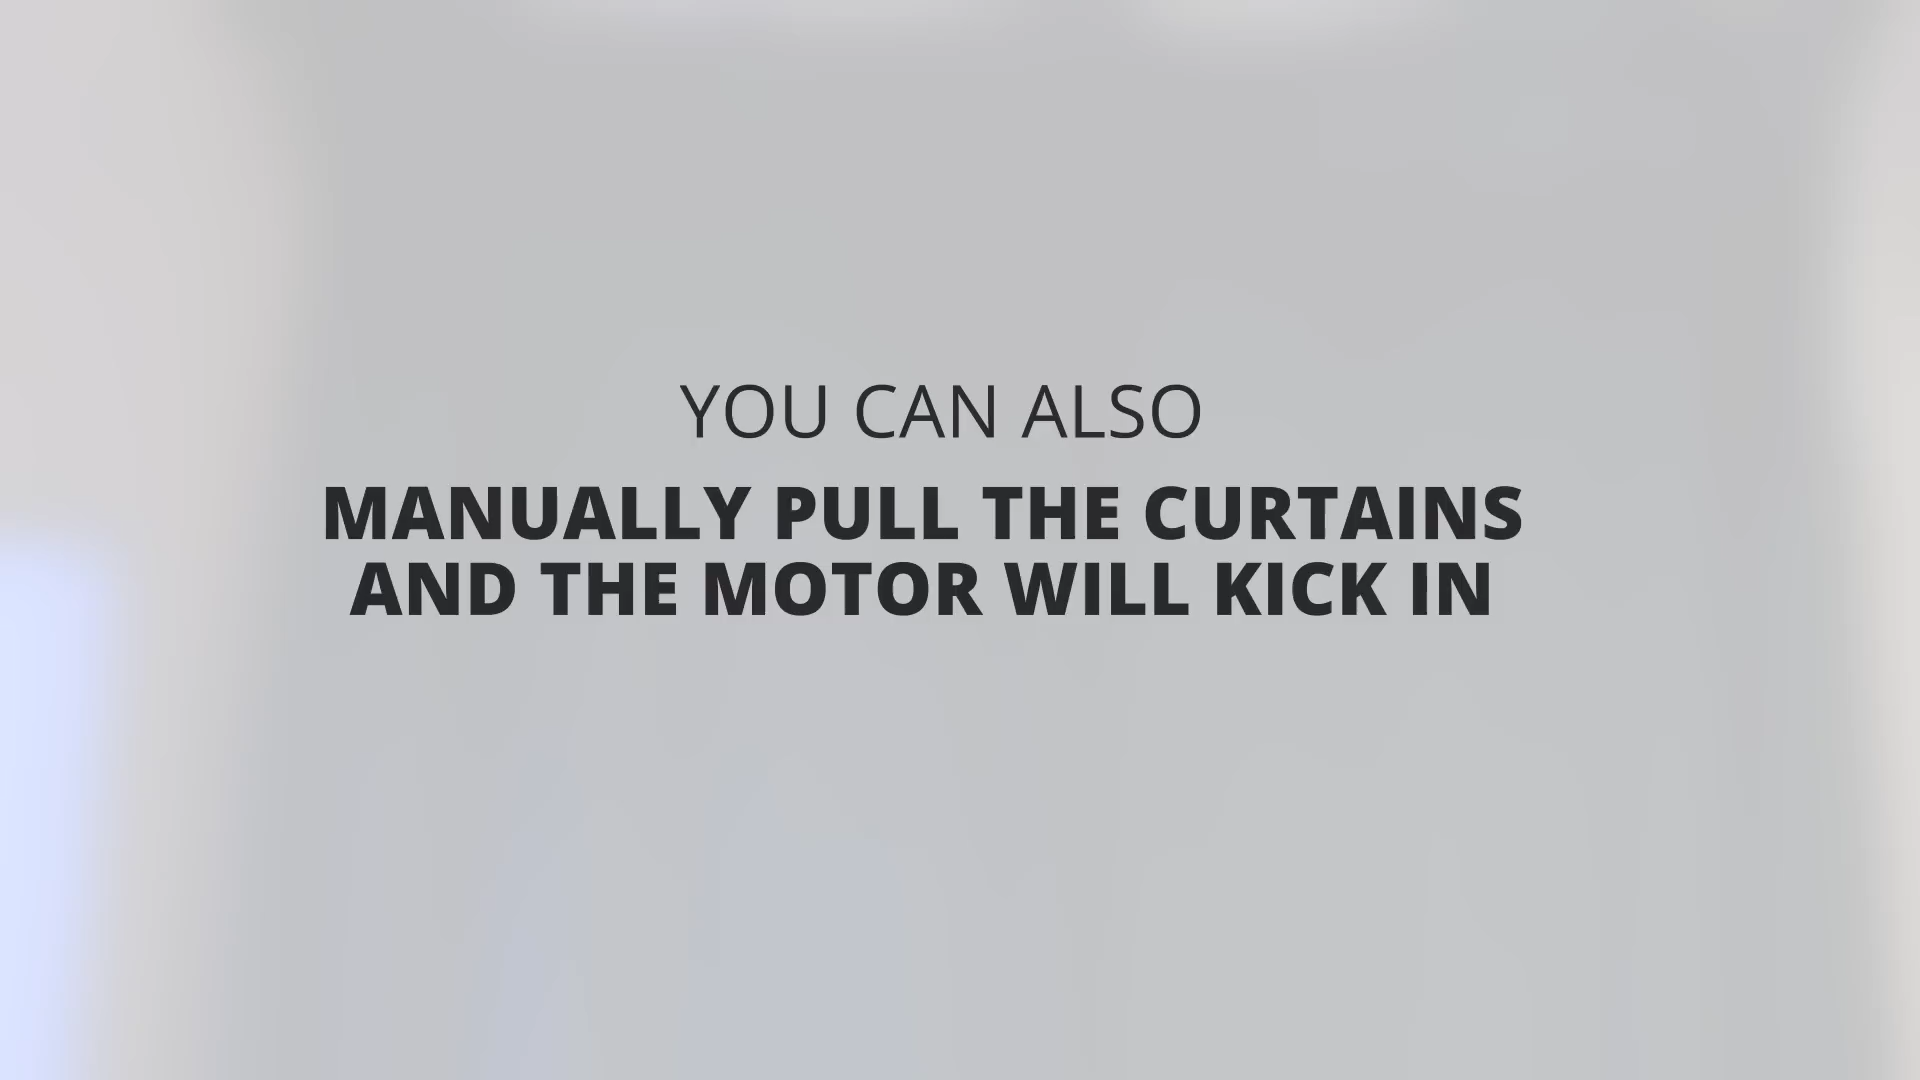 YOU CAN ALSO
MANUALLY PULL THE CURTAINS
AND THE MOTOR WILL KICK IN